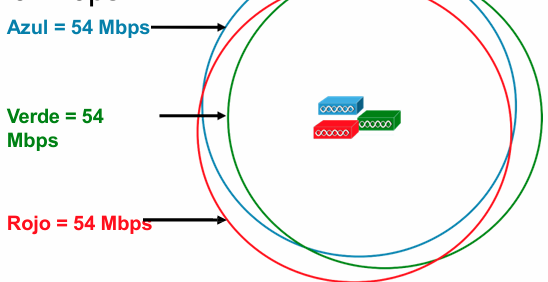 Azul = 54 Mbps
Verde = 54
Mbps
Rojo = 54 Mbps